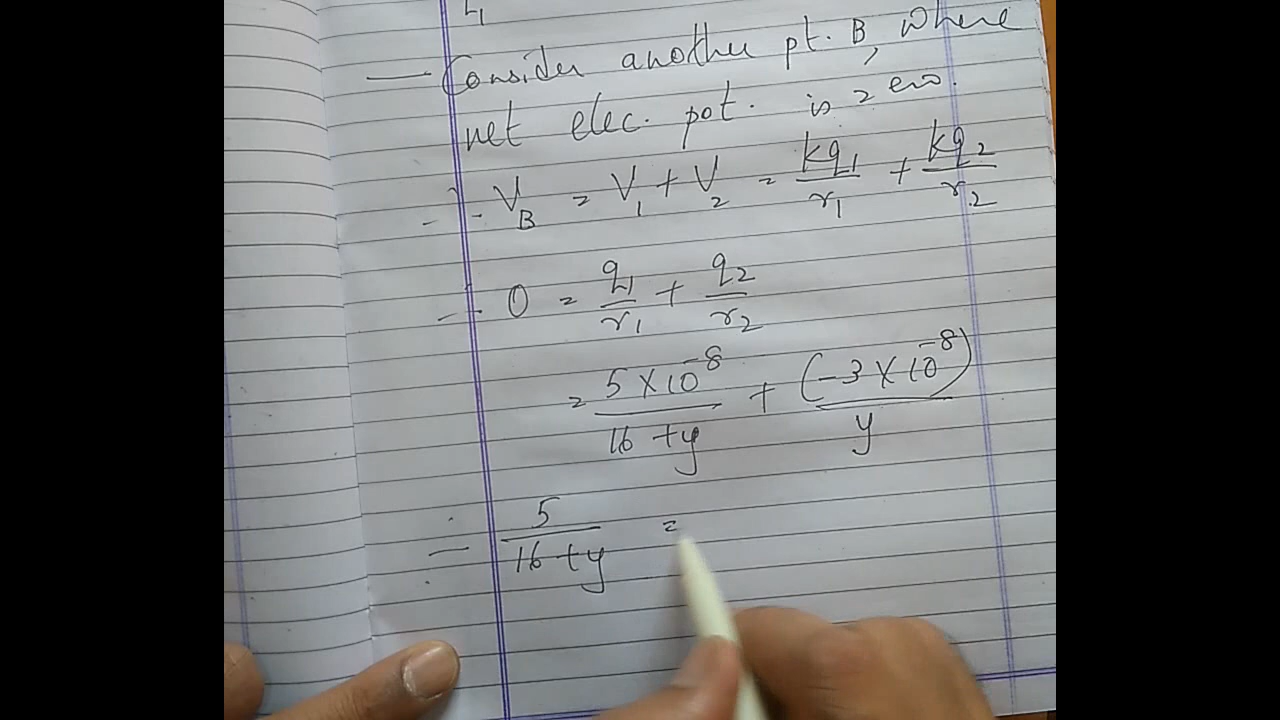 — Consider another pt. B, where
net elec. pot. is zero.
∴ V_B = V_1 + V_2 = kq_1/r_1 + kq_2/r_2
∴ 0 = q_1/r_1 + q_2/r_2
= 5 × 10^-8/16 + y + (-3 × 10^-8)/y
∴ 5/16 + y =